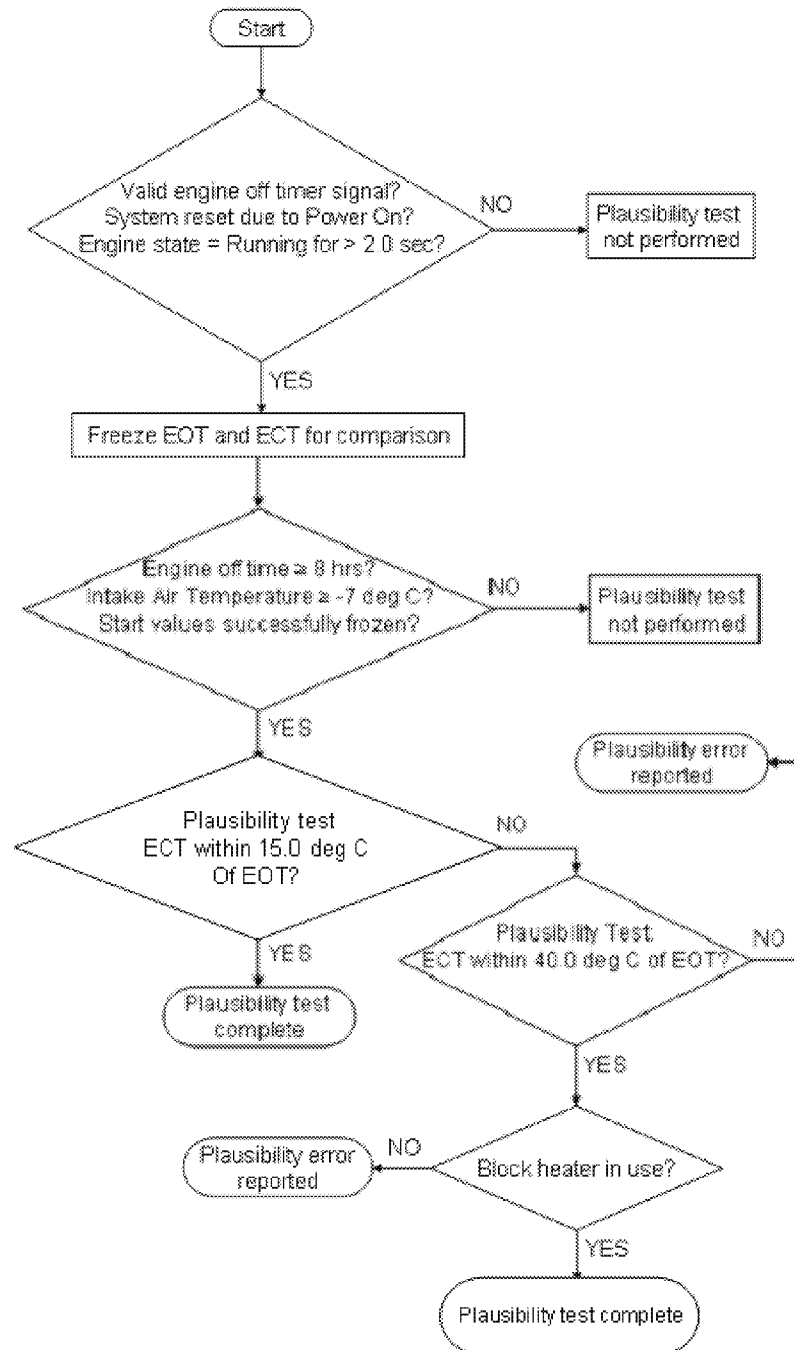 Start
Valid engine off timer signal?
System reset due to Power On?
Engine state = Running for > 2.0 sec?
NO
Plausibility test
not performed
YES
Freeze EOT and ECT for comparison
Engine off time ≥ 8 hrs?
Intake Air Temperature ≥ -7 deg C?
Start values successfully frozen?
NO
Plausibility test
not performed
YES
Plausibility error
reported
Plausibility test
ECT within 15.0 deg C
Of EOT?
NO
YES
Plausibility test
complete
Plausibility Test
ECT within 40.0 deg C of EOT?
NO
YES
Block heater in use?
NO
Plausibility error
reported
YES
Plausibility test complete